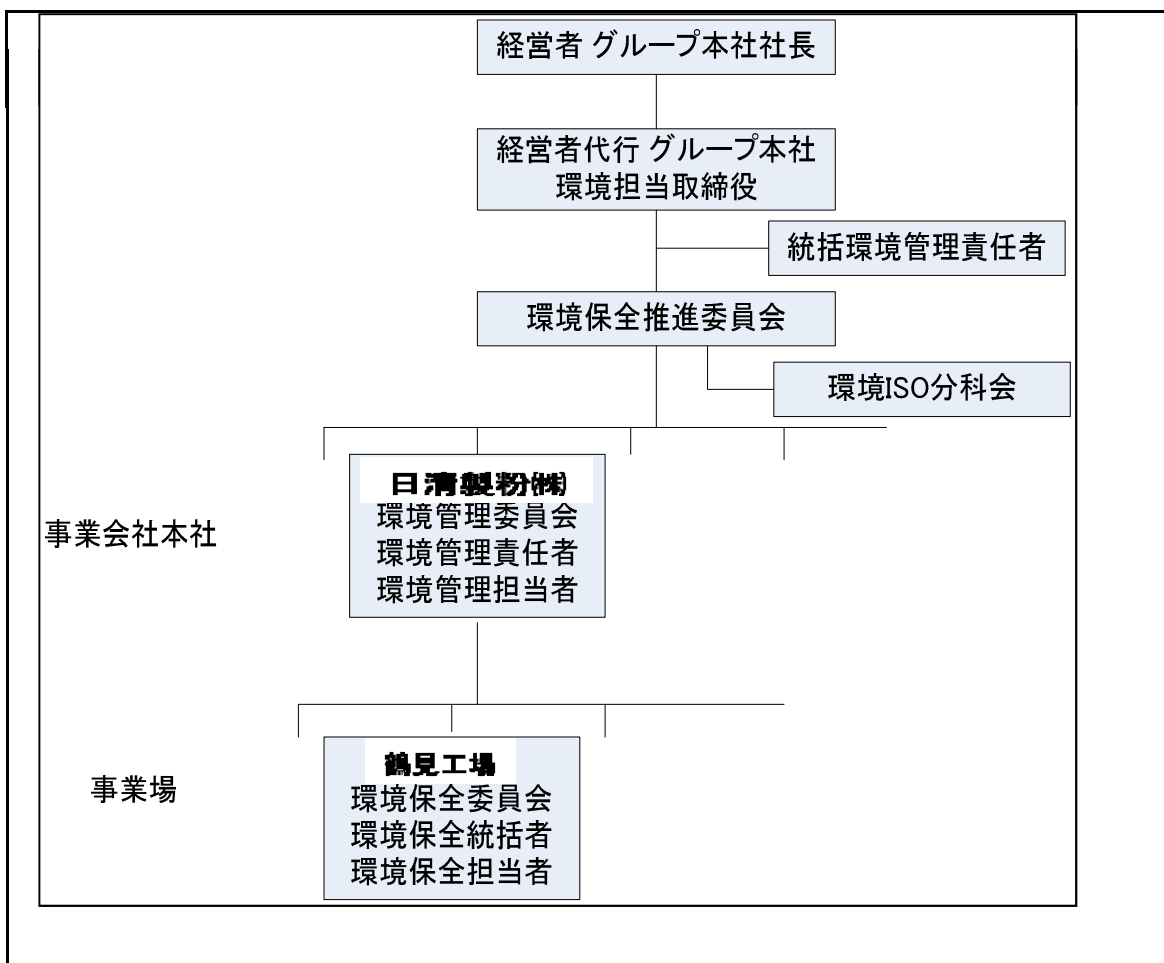 経営者 グループ本社社長
経営者代行 グループ本社
環境担当取締役
統括環境管理責任者
環境保全推進委員会
環境ISO分科会
事業会社本社
日清製粉㈱
環境管理委員会
環境管理責任者
環境管理担当者
事業場
鶴見工場
環境保全委員会
環境保全統括者
環境保全担当者